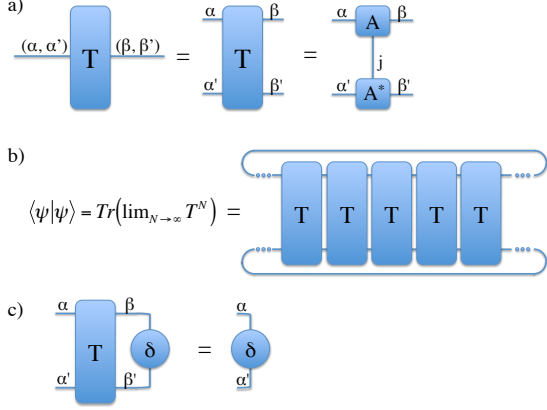 a)
α β α β A
(α, α’) T (β, β’) = T = j
α' β' α' A* β'
b)
⟨ψ|ψ⟩ = Tr(lim_{N→∞} T^N) = T T T T T
c)
α β α
T δ = δ
α' β' α'